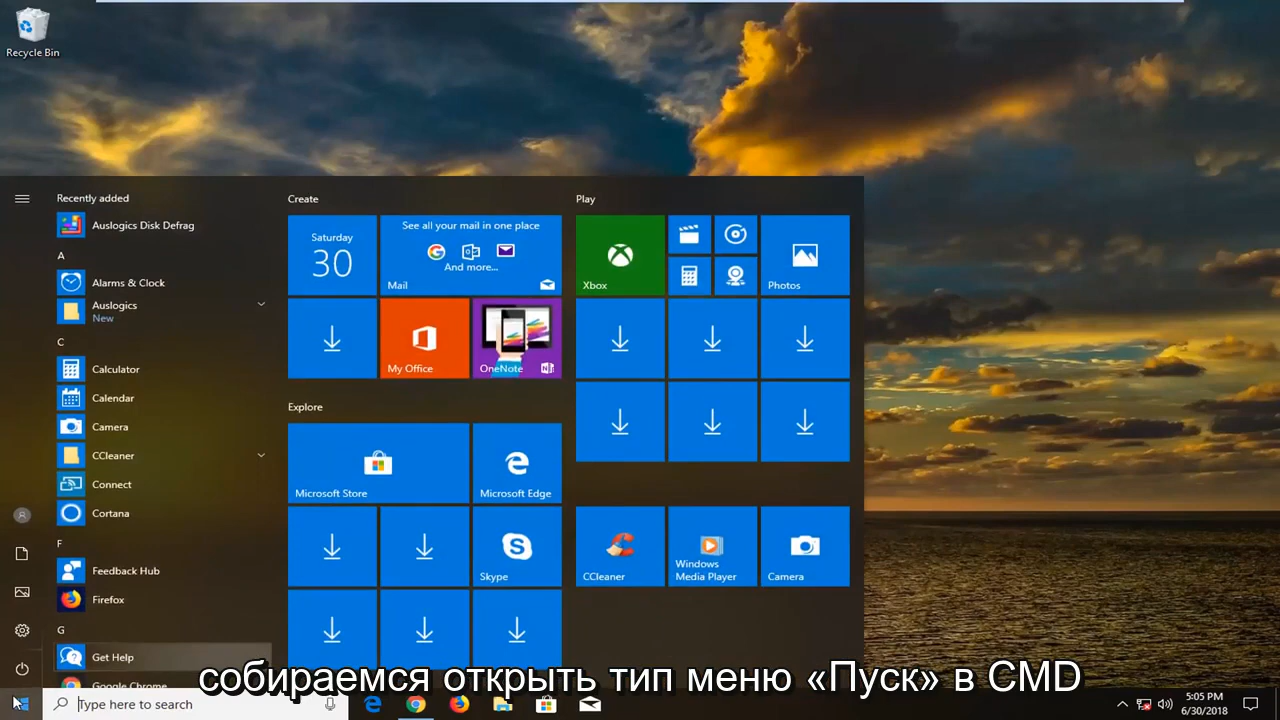 Recycle Bin
Recently added
Auslogics Disk Defrag
A
Alarms & Clock
Auslogics
New
C
Calculator
Calendar
Camera
CCleaner
Connect
Cortana
F
Feedback Hub
Firefox
G
Get Help
Google Chrome
Create
Saturday
30
See all your mail in one place
And more...
Mail
My Office
OneNote
Explore
Microsoft Store
Microsoft Edge
Skype
Play
Xbox
Photos
CCleaner
Windows
Media Player
Camera
собираемся открыть тип меню «Пуск» в CMD
Type here to search
5:05 PM
6/30/2018